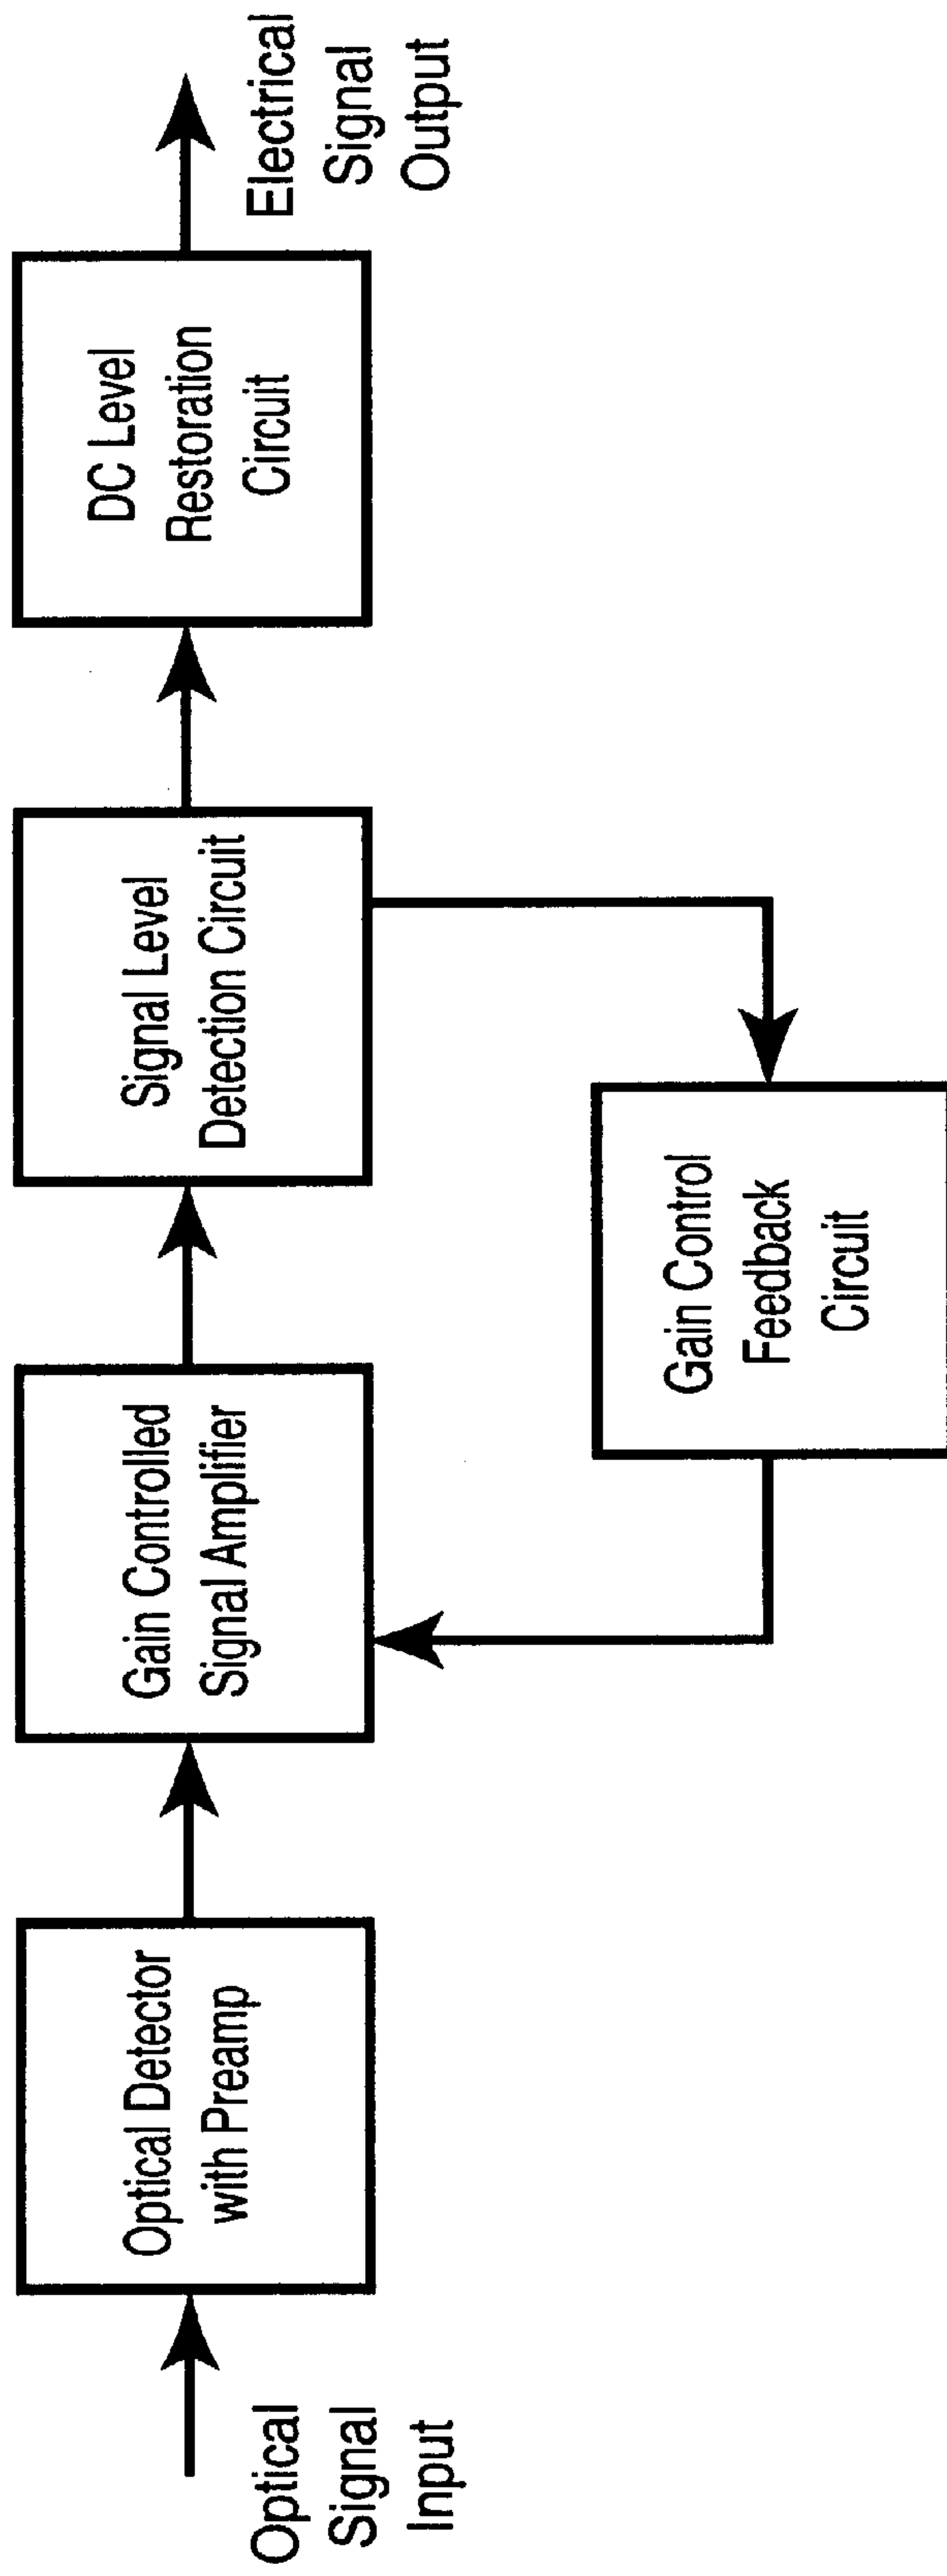 Optical
Signal
Input
Optical Detector
with Preamp
Gain Controlled
Signal Amplifier
Signal Level
Detection Circuit
DC Level
Restoration
Circuit
Electrical
Signal
Output
Gain Control
Feedback
Circuit